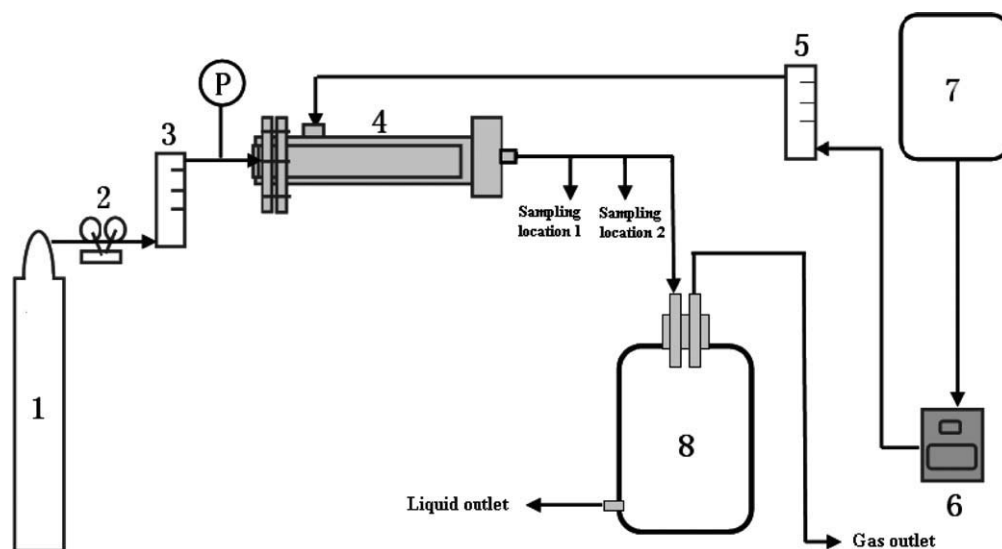 5
7
P
4
3
2
Sampling
location 1
Sampling
location 2
1
8
Liquid outlet
6
Gas outlet